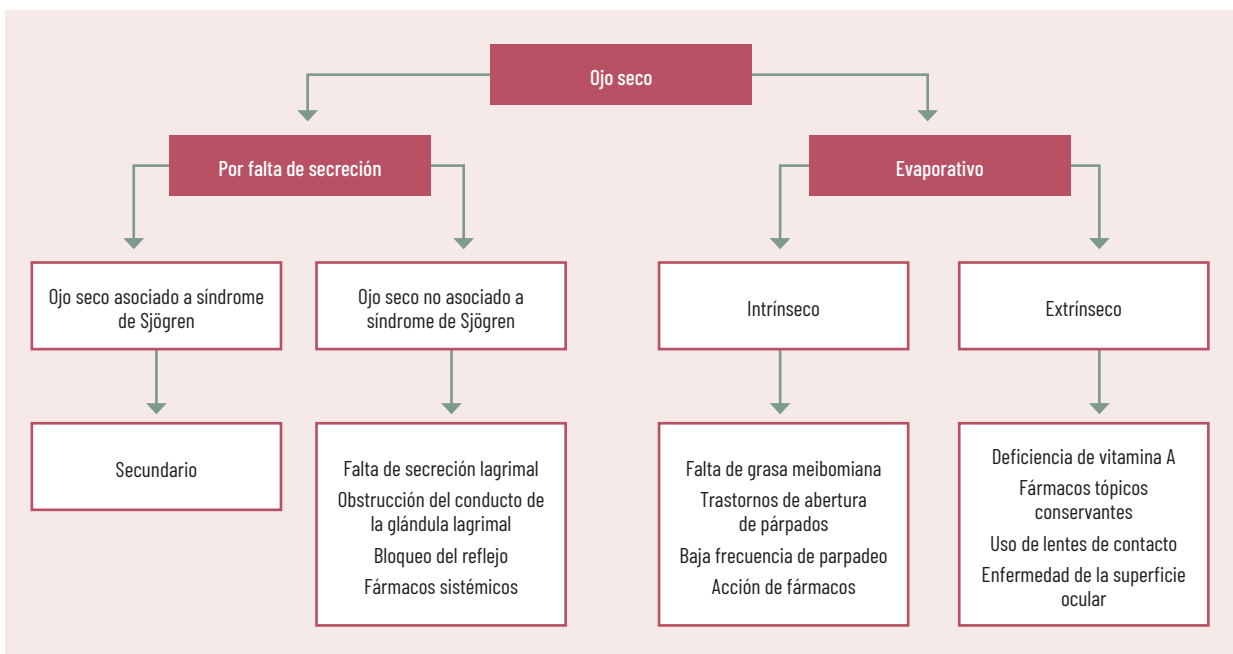 Ojo seco
Por falta de secreción
Evaporativo
Ojo seco asociado a síndrome
de Sjögren
Ojo seco no asociado a
síndrome de Sjögren
Intrínseco
Extrínseco
Secundario
Falta de secreción lagrimal
Obstrucción del conducto de
la glándula lagrimal
Bloqueo del reflejo
Fármacos sistémicos
Falta de grasa meibomiana
Trastornos de abertura
de párpados
Baja frecuencia de parpadeo
Acción de fármacos
Deficiencia de vitamina A
Fármacos tópicos
conservantes
Uso de lentes de contacto
Enfermedad de la superficie
ocular